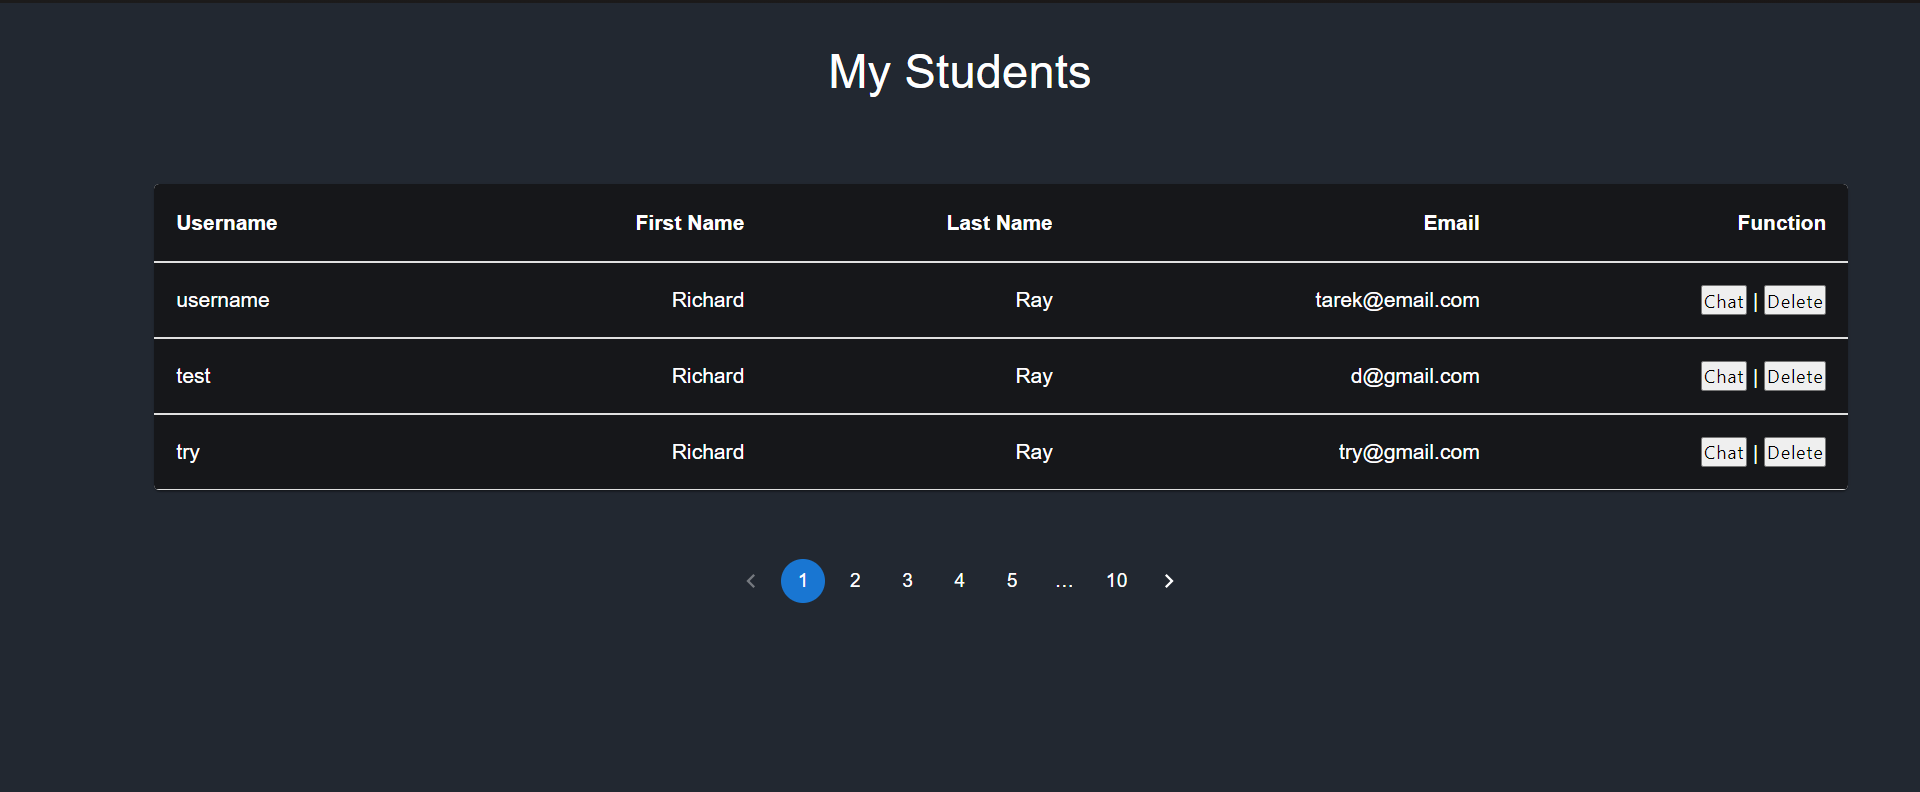 My Students
Username First Name Last Name Email Function
username Richard Ray tarek@email.com Chat | Delete
test Richard Ray d@gmail.com Chat | Delete
try Richard Ray try@gmail.com Chat | Delete
1 2 3 4 5 ... 10